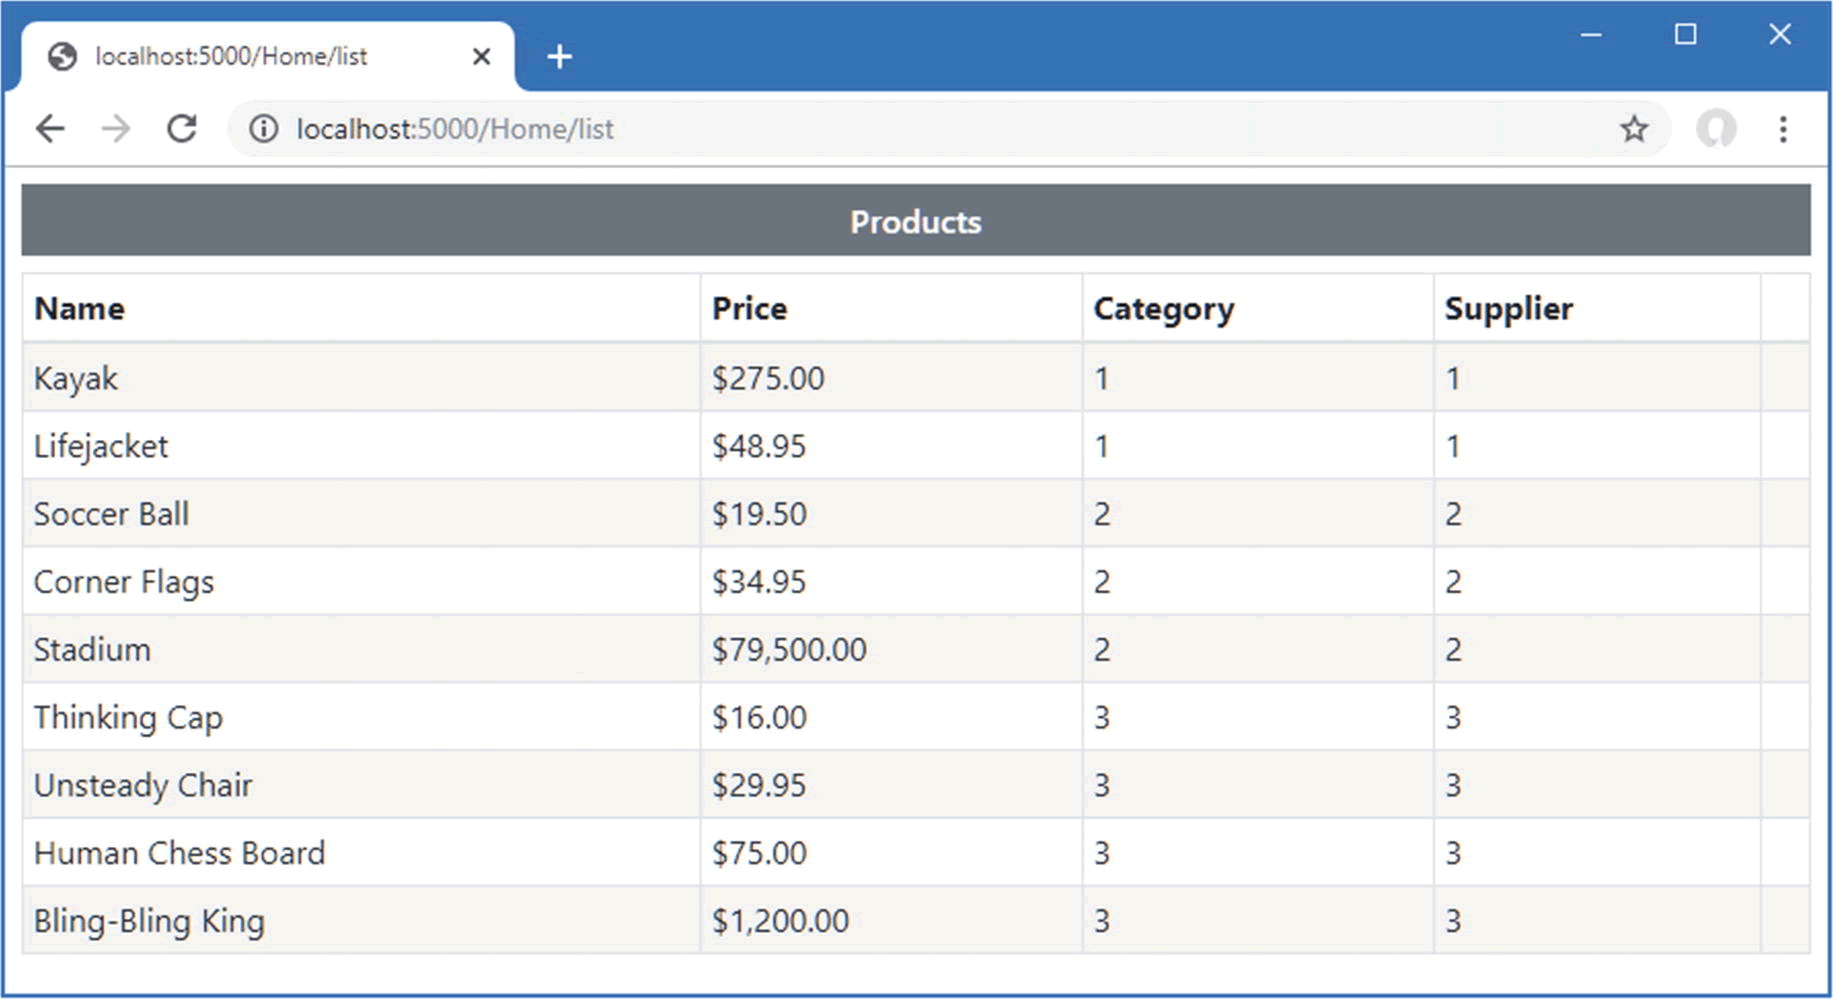 localhost:5000/Home/list
localhost:5000/Home/list
Products
Name Price Category Supplier
Kayak $275.00 1 1
Lifejacket $48.95 1 1
Soccer Ball $19.50 2 2
Corner Flags $34.95 2 2
Stadium $79,500.00 2 2
Thinking Cap $16.00 3 3
Unsteady Chair $29.95 3 3
Human Chess Board $75.00 3 3
Bling-Bling King $1,200.00 3 3